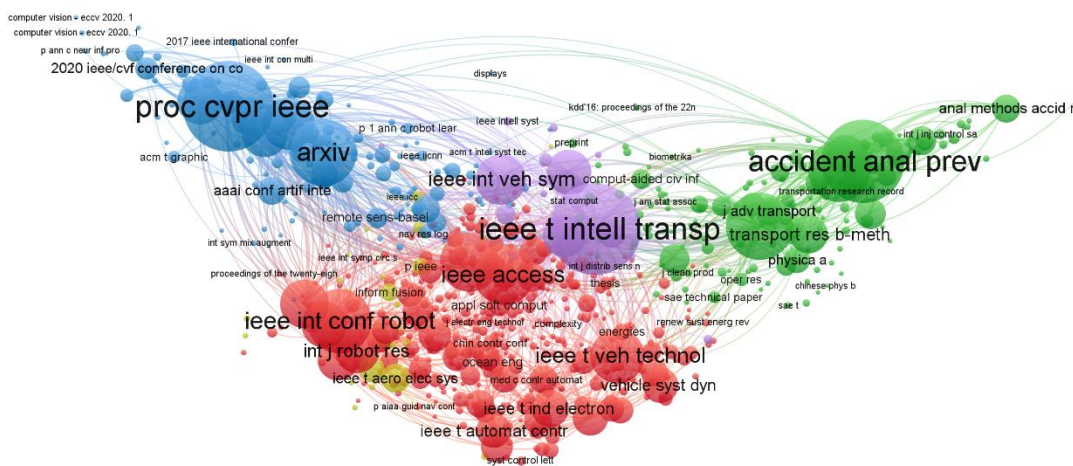 computer vision - eccv 2020. 1
computer vision - eccv 2020. 1
p ann c neur inf pro
2017 ieee international confer
ieee int con multi
2020 ieee/cvf conference on co
displays
proc cvpr ieee
kdd'16: proceedings of the 22n
anal methods accid r
ieee intell syst
int j inj control sa
p 1 ann c robot lear
preprint
acm t graphic
arxiv
ieee ijcnn
acm t intel syst tec
biometrika
accident anal prev
aaai conf artif inte
ieee int veh sym
comput-aided civ inf
transportation research record
ieee icc
stat comput
j am stat assoc
remote sens-basel
j adv transport
nav res log
ieee t intell transp
transport res b-meth
int sym mix augment
ieee int symp circ s
physica a
proceedings of the twenty-eigh
p ieee
ieee access
int j distrib sens n
j clean prod
oper res
thesis
chinese phys b
inform fusion
appl soft comput
sae technical paper
sae t
ieee int conf robot
j electr eng technol
complexity
energies
renew sust energ rev
int j robot res
chin contr conf
ieee t veh technol
ocean eng
ieee t aero elec sys
med c contr automat
vehicle syst dyn
p aiaa guid nav cont
ieee t ind electron
ieee t automat contr
syst control lett